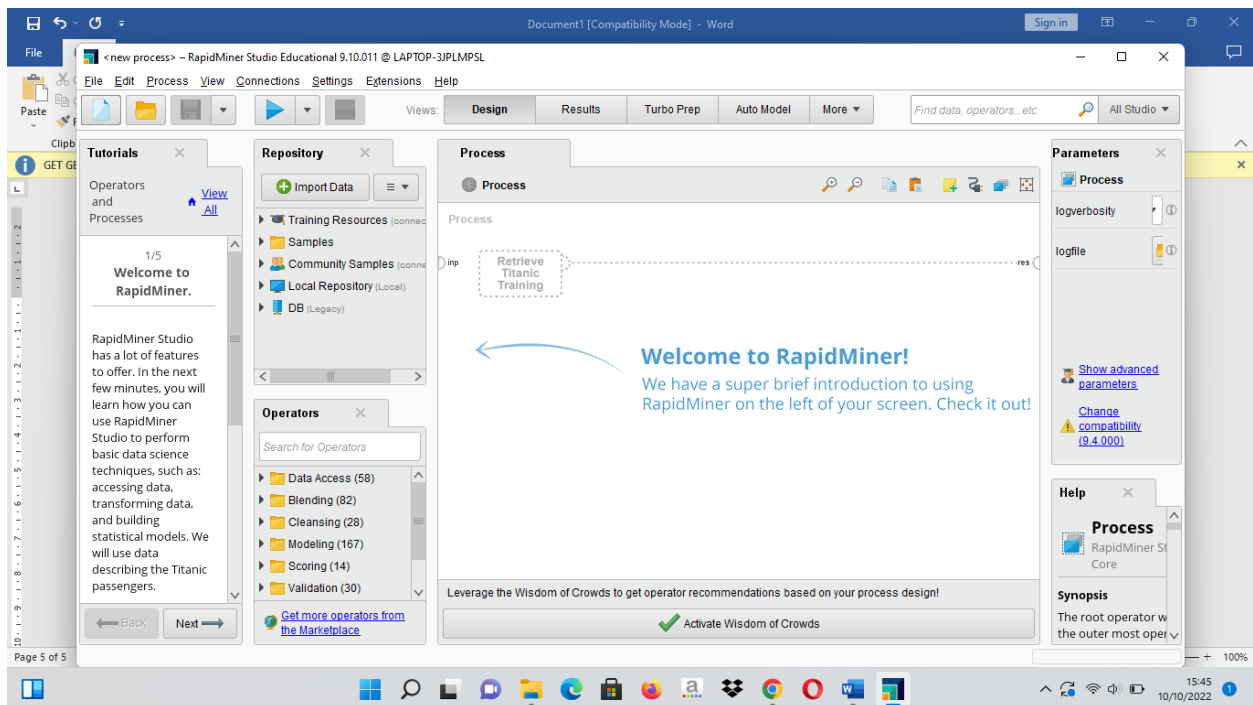 Document1 [Compatibility Mode] - Word
Sign in
File
<new process> – RapidMiner Studio Educational 9.10.011 @ LAPTOP-3JPLMPSL
File Edit Process View Connections Settings Extensions Help
Paste
Views:
Design
Results
Turbo Prep
Auto Model
More
Find data, operators...etc
All Studio
Clipb
GET GE
Tutorials
Operators
and
Processes
View
All
1/5
Welcome to
RapidMiner.
RapidMiner Studio
has a lot of features
to offer. In the next
few minutes, you will
learn how you can
use RapidMiner
Studio to perform
basic data science
techniques, such as:
accessing data,
transforming data,
and building
statistical models. We
will use data
describing the Titanic
passengers.
Back
Next
Repository
Import Data
Training Resources (connec
Samples
Community Samples (conne
Local Repository (Local)
DB (Legacy)
Operators
Search for Operators
Data Access (58)
Blending (82)
Cleansing (28)
Modeling (167)
Scoring (14)
Validation (30)
Get more operators from
the Marketplace
Process
Process
Process
inp
Retrieve
Titanic
Training
res
Welcome to RapidMiner!
We have a super brief introduction to using
RapidMiner on the left of your screen. Check it out!
Leverage the Wisdom of Crowds to get operator recommendations based on your process design!
Activate Wisdom of Crowds
Parameters
Process
logverbosity
logfile
Show advanced
parameters
Change
compatibility
(9.4.000)
Help
Process
RapidMiner St
Core
Synopsis
The root operator w
the outer most oper
Page 5 of 5
100%
15:45
10/10/2022
1